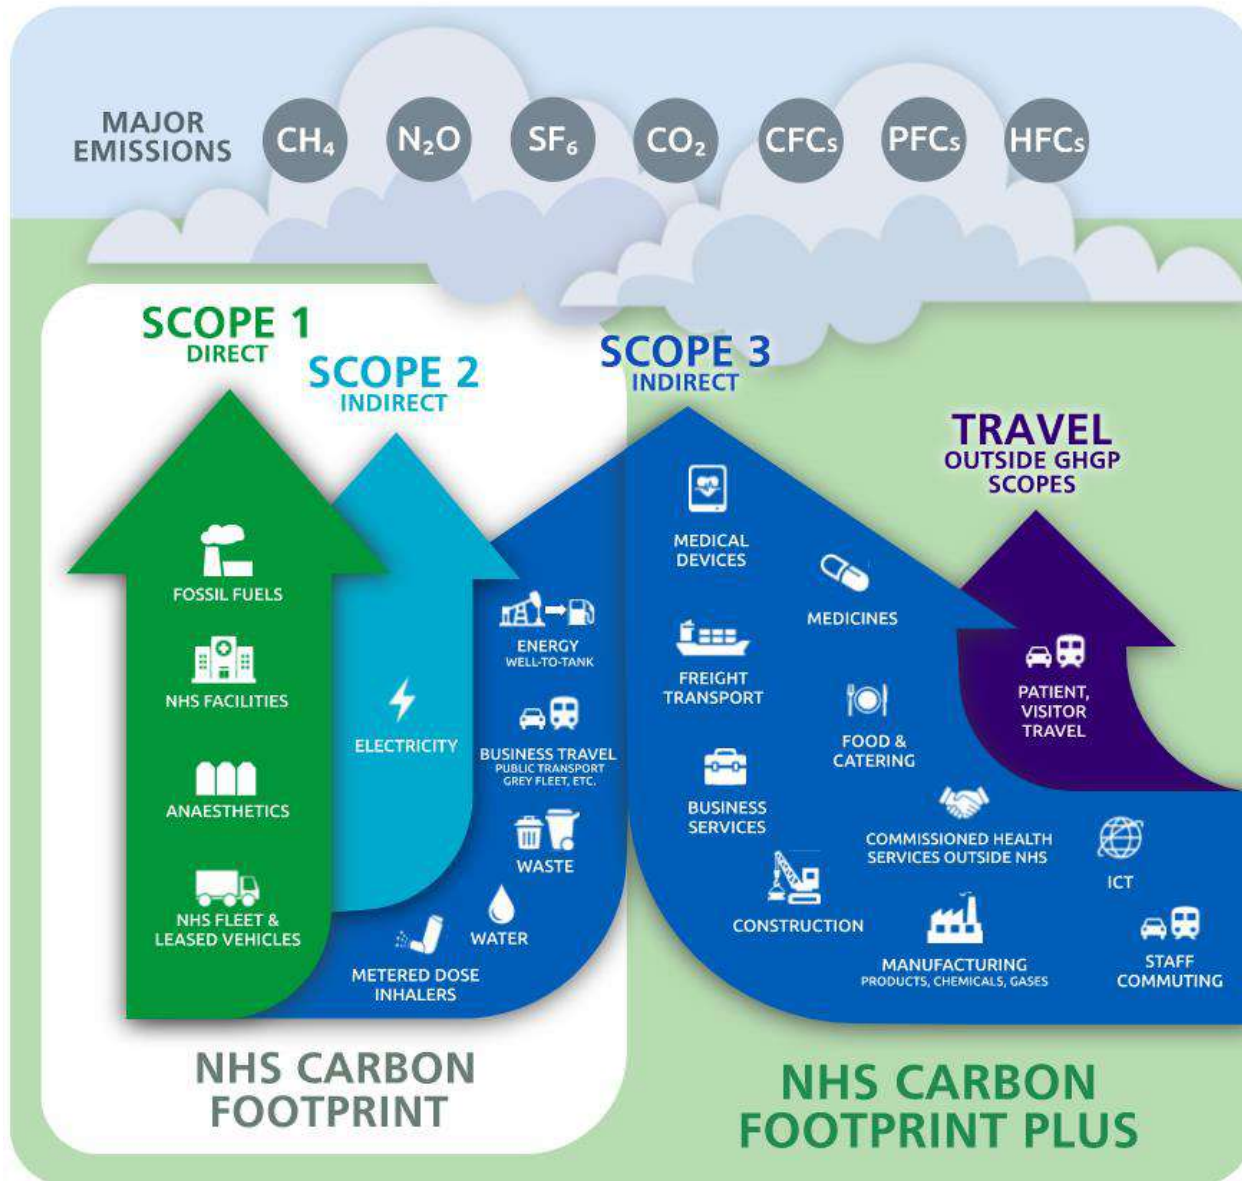 MAJOR
EMISSIONS
CH₄
N₂O
SF₆
CO₂
CFCs
PFCs
HFCs
SCOPE 1
DIRECT
FOSSIL FUELS
NHS FACILITIES
ANAESTHETICS
NHS FLEET &
LEASED VEHICLES
SCOPE 2
INDIRECT
ELECTRICITY
SCOPE 3
INDIRECT
ENERGY
WELL-TO-TANK
BUSINESS TRAVEL
PUBLIC TRANSPORT
GREY FLEET, ETC.
WASTE
WATER
METERED DOSE
INHALERS
MEDICAL
DEVICES
MEDICINES
FREIGHT
TRANSPORT
FOOD &
CATERING
BUSINESS
SERVICES
COMMISSIONED HEALTH
SERVICES OUTSIDE NHS
ICT
CONSTRUCTION
MANUFACTURING
PRODUCTS, CHEMICALS, GASES
STAFF
COMMUTING
TRAVEL
OUTSIDE GHGP
SCOPES
PATIENT,
VISITOR
TRAVEL
NHS CARBON
FOOTPRINT
NHS CARBON
FOOTPRINT PLUS